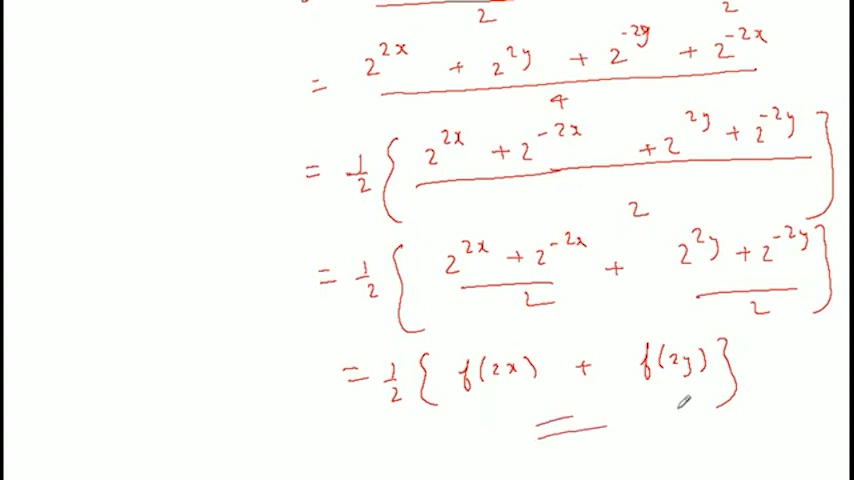 2 2
= 2^{2x} + 2^{2y} + 2^{-2y} + 2^{-2x} / 4
= 1/2 { 2^{2x} + 2^{-2x} + 2^{2y} + 2^{-2y} / 2 }
= 1/2 { 2^{2x} + 2^{-2x} / 2 + 2^{2y} + 2^{-2y} / 2 }
= 1/2 { f(2x) + f(2y) }